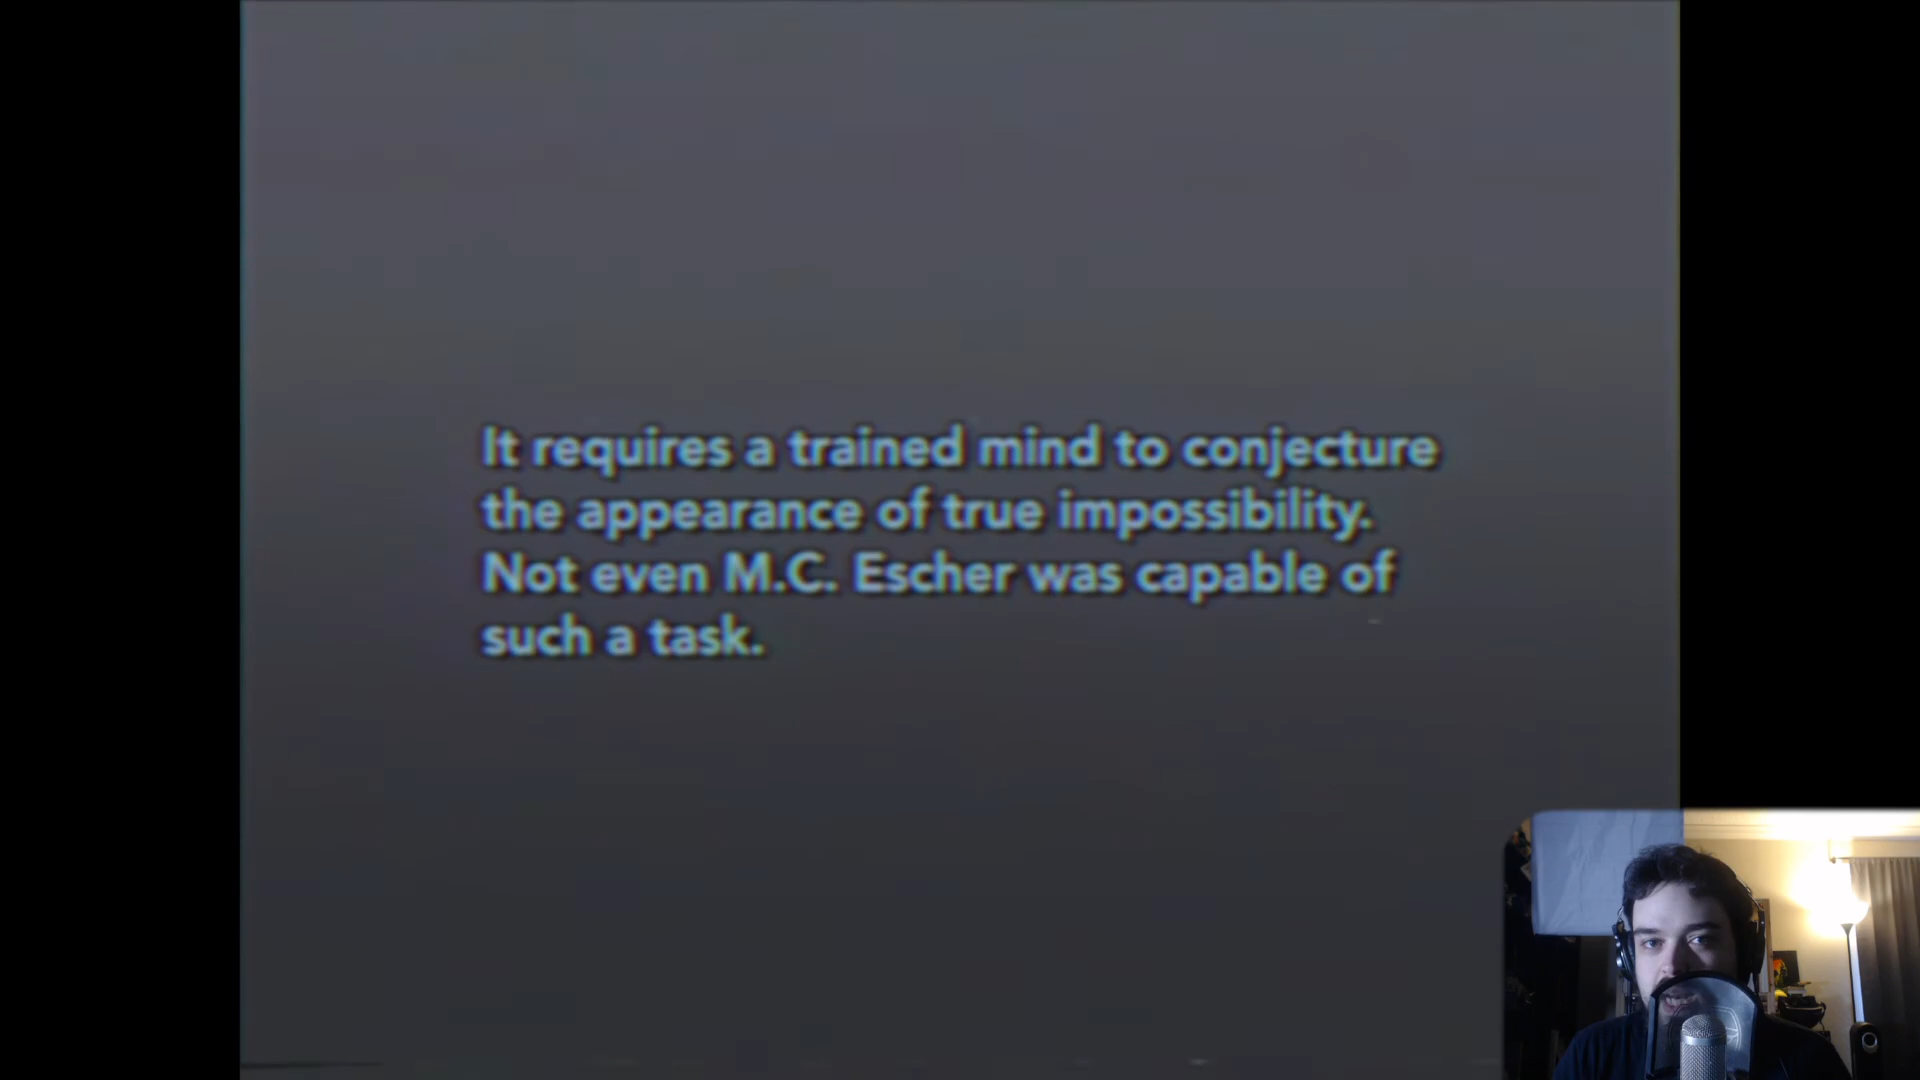 It requires a trained mind to conjecture
the appearance of true impossibility.
Not even M.C. Escher was capable of
such a task.